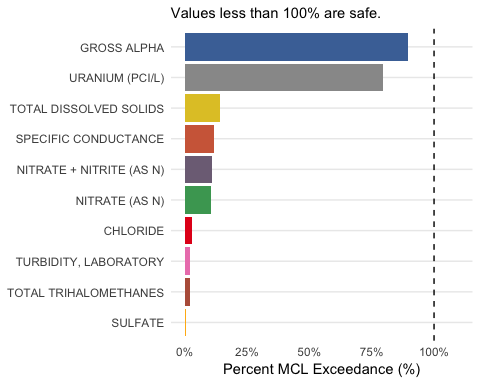 Values less than 100% are safe.
GROSS ALPHA
URANIUM (PCI/L)
TOTAL DISSOLVED SOLIDS
SPECIFIC CONDUCTANCE
NITRATE + NITRITE (AS N)
NITRATE (AS N)
CHLORIDE
TURBIDITY, LABORATORY
TOTAL TRIHALOMETHANES
SULFATE
0% 25% 50% 75% 100%
Percent MCL Exceedance (%)